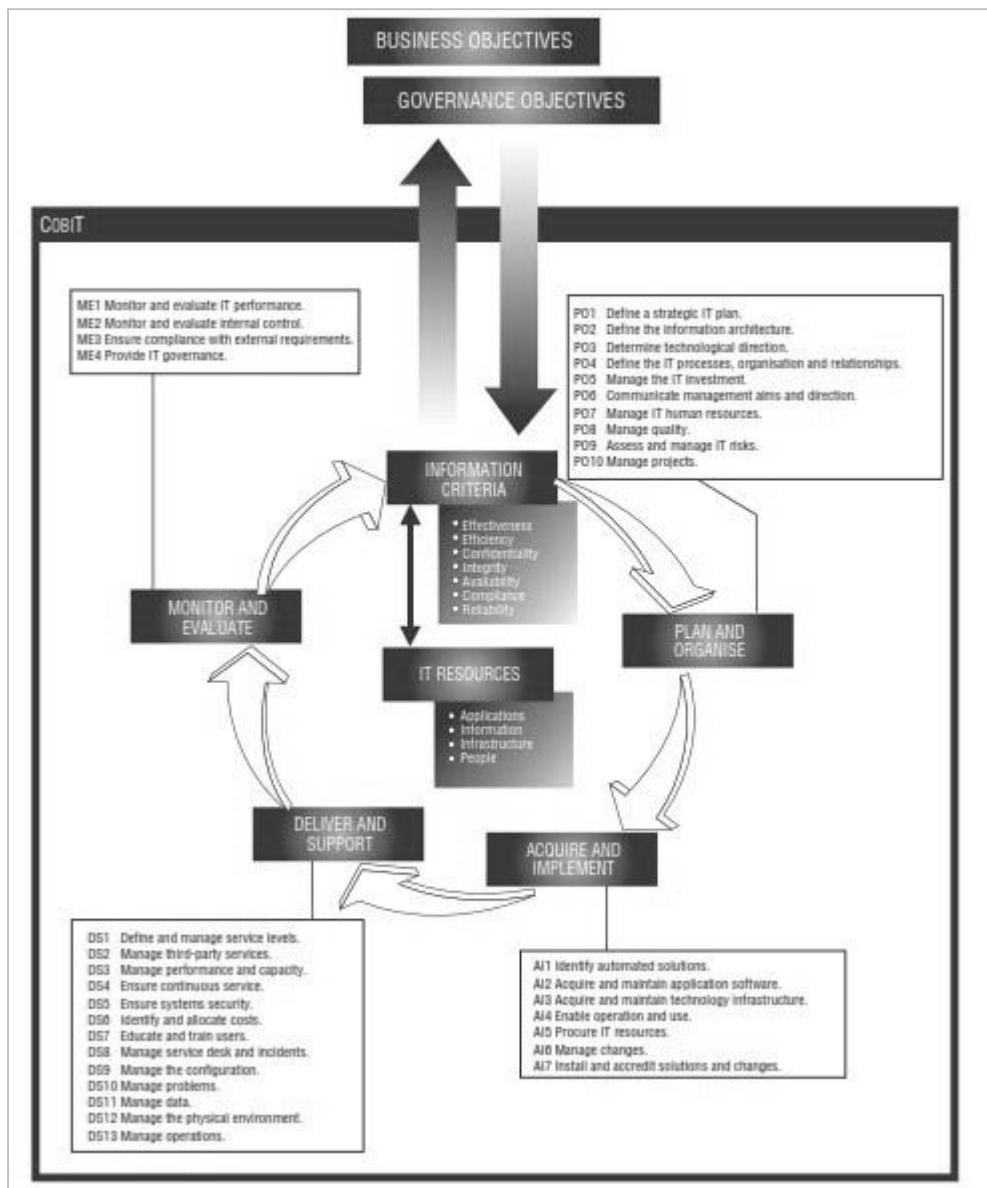 BUSINESS OBJECTIVES
GOVERNANCE OBJECTIVES
COBIT
ME1 Monitor and evaluate IT performance.
ME2 Monitor and evaluate internal control.
ME3 Ensure compliance with external requirements.
ME4 Provide IT governance.
PO1 Define a strategic IT plan.
PO2 Define the information architecture.
PO3 Determine technological direction.
PO4 Define the IT processes, organisation and relationships.
PO5 Manage the IT investment.
PO6 Communicate management aims and direction.
PO7 Manage IT human resources.
PO8 Manage quality.
PO9 Assess and manage IT risks.
PO10 Manage projects.
INFORMATION
CRITERIA
• Effectiveness
• Efficiency
• Confidentiality
• Integrity
• Availability
• Compliance
• Reliability
MONITOR AND
EVALUATE
PLAN AND
ORGANISE
IT RESOURCES
• Applications
• Information
• Infrastructure
• People
DELIVER AND
SUPPORT
ACQUIRE AND
IMPLEMENT
DS1 Define and manage service levels.
DS2 Manage third-party services.
DS3 Manage performance and capacity.
DS4 Ensure continuous service.
DS5 Ensure systems security.
DS6 Identify and allocate costs.
DS7 Educate and train users.
DS8 Manage service desk and incidents.
DS9 Manage the configuration.
DS10 Manage problems.
DS11 Manage data.
DS12 Manage the physical environment.
DS13 Manage operations.
AI1 Identify automated solutions.
AI2 Acquire and maintain application software.
AI3 Acquire and maintain technology infrastructure.
AI4 Enable operation and use.
AI5 Procure IT resources.
AI6 Manage changes.
AI7 Install and accredit solutions and changes.